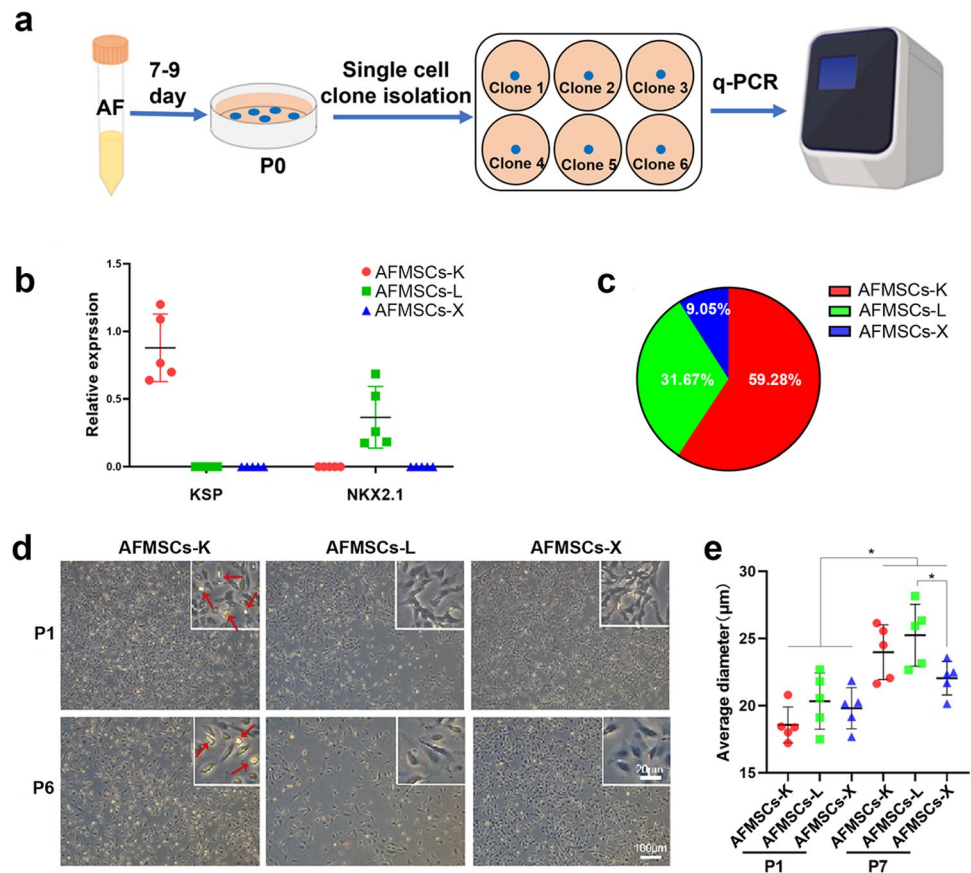 a
AF
7-9
day
P0
Single cell
clone isolation
Clone 1
Clone 2
Clone 3
Clone 4
Clone 5
Clone 6
q-PCR
b
Relative exprssion
1.5
1.0
0.5
0.0
KSP
NKX2.1
AFMSCs-K
AFMSCs-L
AFMSCs-X
c
9.05%
31.67%
59.28%
AFMSCs-K
AFMSCs-L
AFMSCs-X
d
AFMSCs-K
AFMSCs-L
AFMSCs-X
P1
P6
20mm
100μm
e
Average diameter (μm)
30
25
20
15
*
*
AFMSCs-K
AFMSCs-L
AFMSCs-X
AFMSCs-K
AFMSCs-L
AFMSCs-X
P1
P7